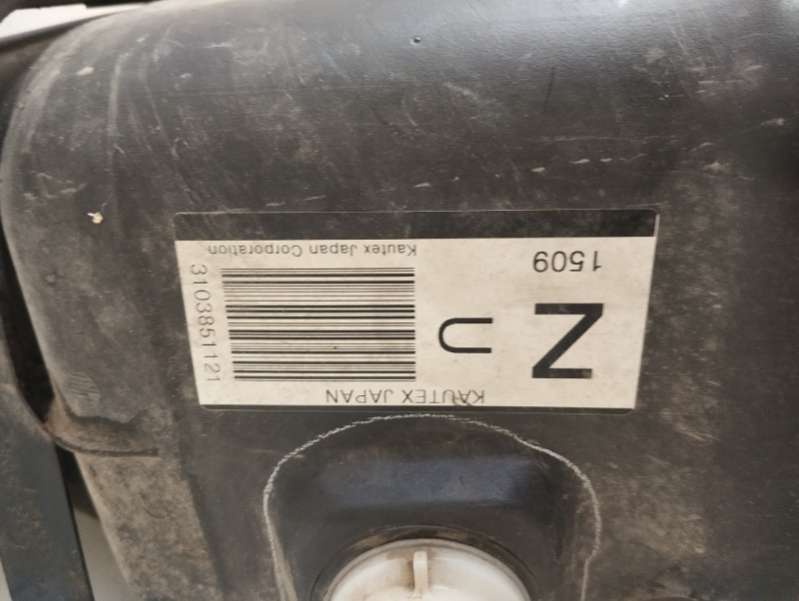 KAUTEX JAPAN
N
U
3103851121
1509
Kautex Japan Corporation